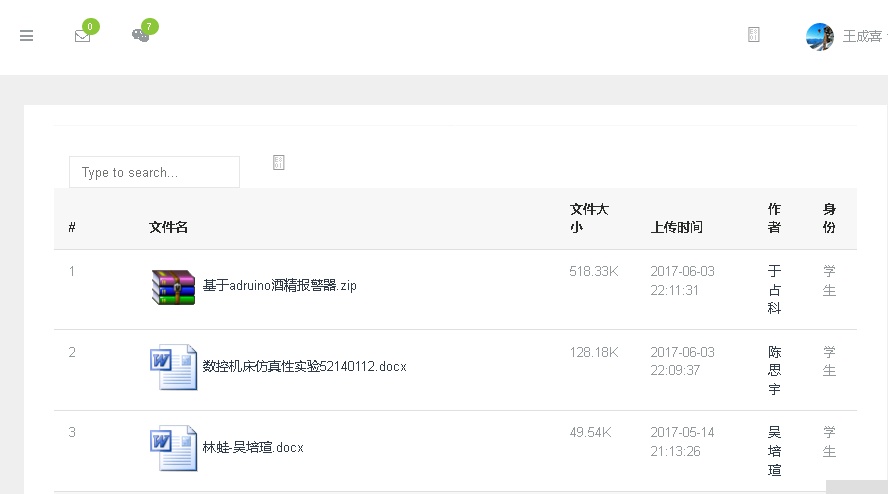 0
7
王成喜
Type to search...
#
文件名
文件大
小
上传时间
作
者
身
份
1
基于adruino酒精报警器.zip
518.33K
2017-06-03
22:11:31
于
占
科
学
生
2
数控机床仿真性实验52140112.docx
128.18K
2017-06-03
22:09:37
陈
思
宇
学
生
3
林蛙-吴培瑄.docx
49.54K
2017-05-14
21:13:26
吴
培
瑄
学
生